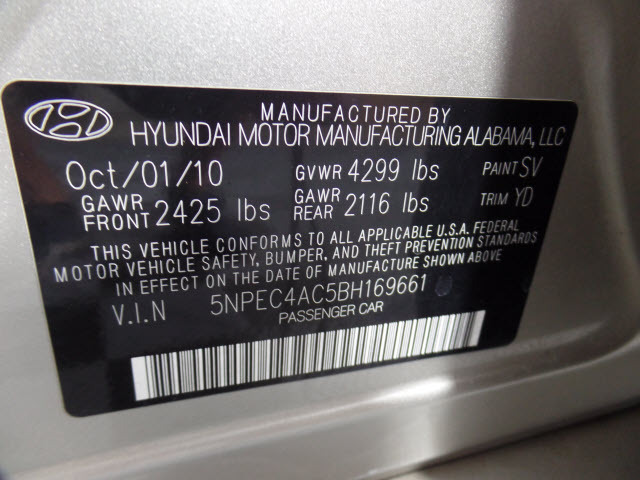 MANUFACTURED BY
HYUNDAI MOTOR MANUFACTURING ALABAMA, LLC
Oct/01/10 GVWR 4299 lbs PAINT SV
GAWR FRONT 2425 lbs GAWR REAR 2116 lbs TRIM YD
THIS VEHICLE CONFORMS TO ALL APPLICABLE U.S.A. FEDERAL
MOTOR VEHICLE SAFETY, BUMPER, AND THEFT PREVENTION STANDARDS
IN EFFECT ON THE DATE OF MANUFACTURE SHOWN ABOVE
V.I.N 5NPEC4AC5BH169661
PASSENGER CAR